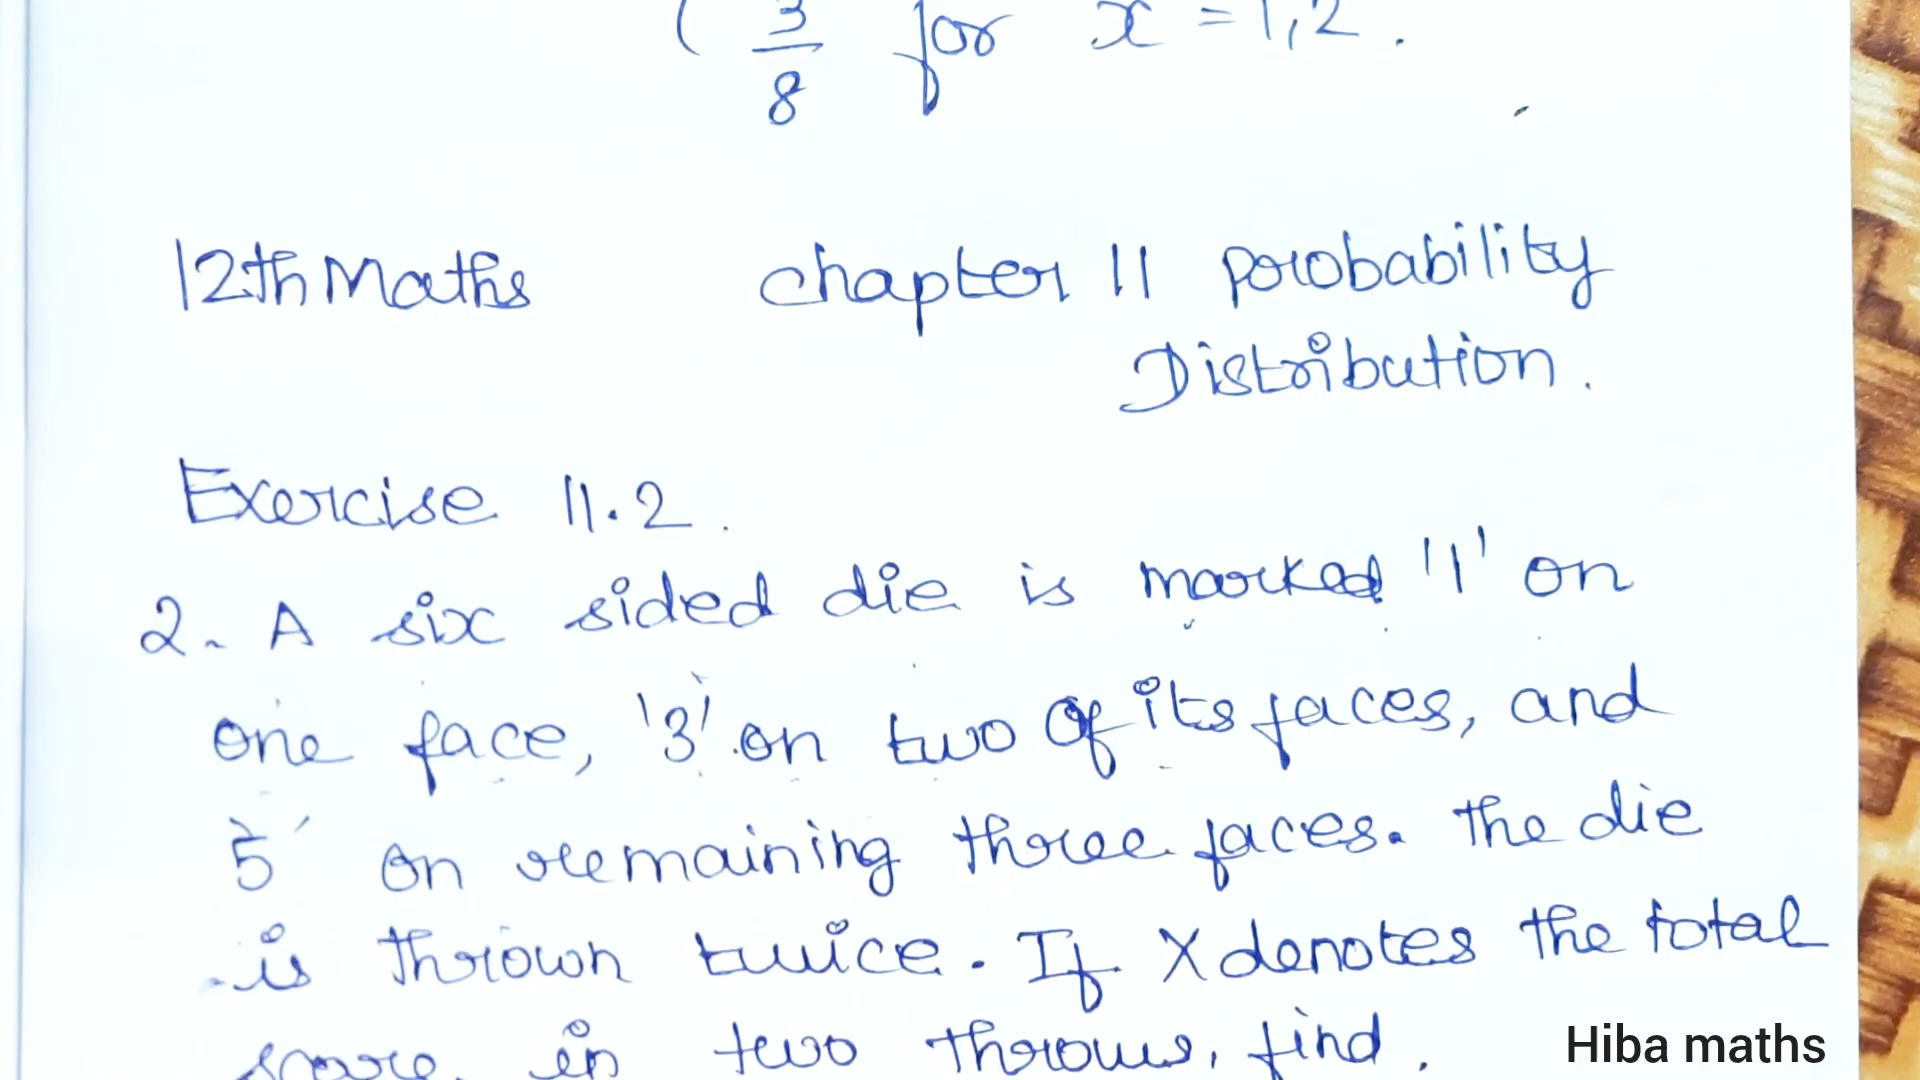 ( 3/8 for x = 1, 2 .
12th Maths chapter 11 probability
Distribution.
Exercise 11.2.
2. A six sided die is marked '1' on
one face, '3' on two of its faces, and
5' on remaining three faces. The die
is thrown twice. If X denotes the total
score in two throws, find.
Hiba maths